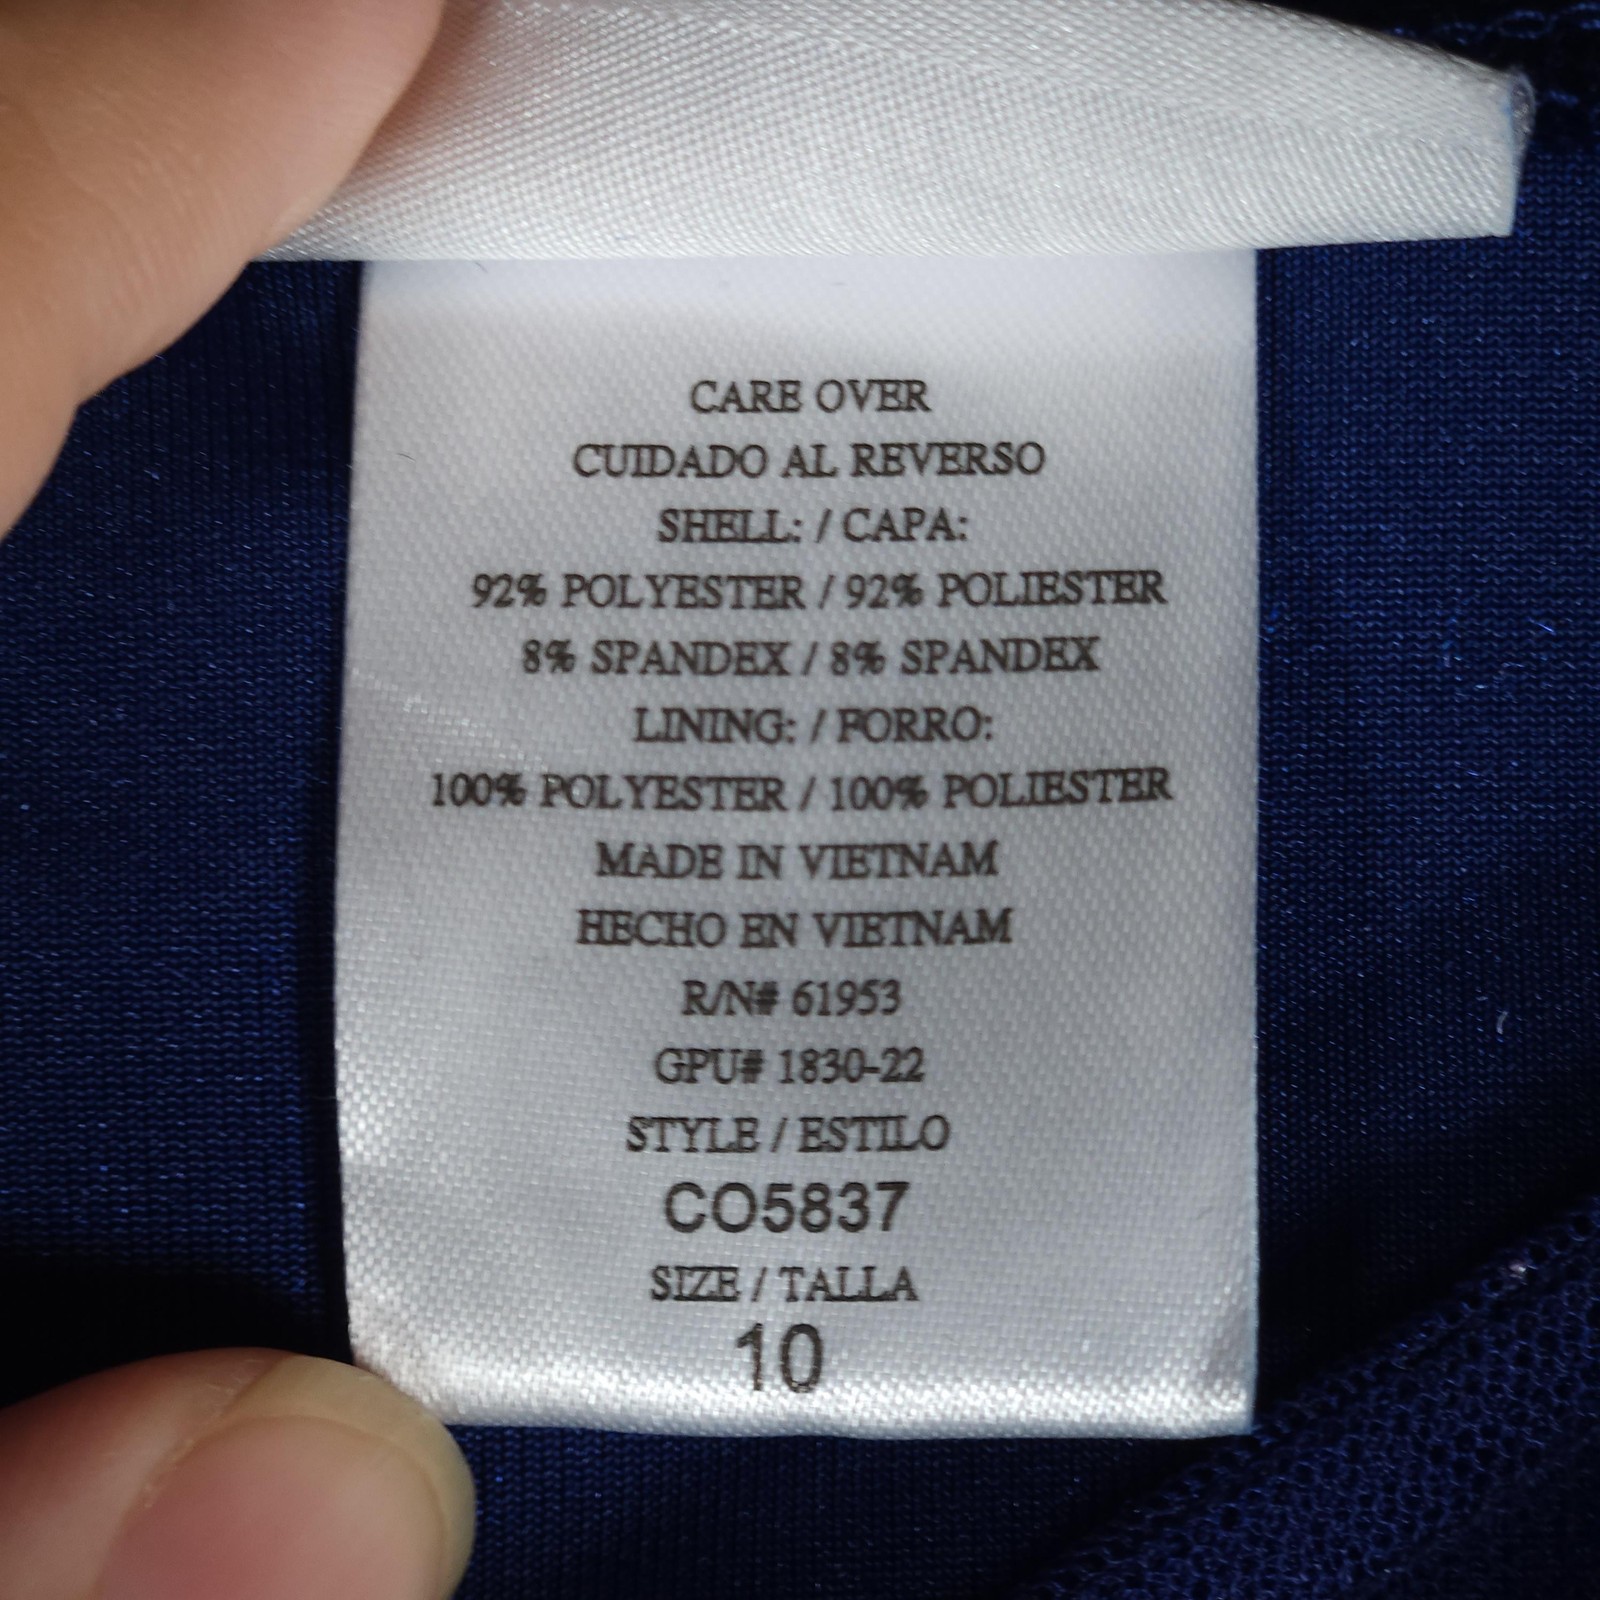 CARE OVER
CUIDADO AL REVERSO
SHELL: / CAPA:
92% POLYESTER / 92% POLIESTER
8% SPANDEX / 8% SPANDEX
LINING: / FORRO:
100% POLYESTER / 100% POLIESTER
MADE IN VIETNAM
HECHO EN VIETNAM
R/N# 61953
GPU# 1830-22
STYLE / ESTILO
CO5837
SIZE / TALLA
10